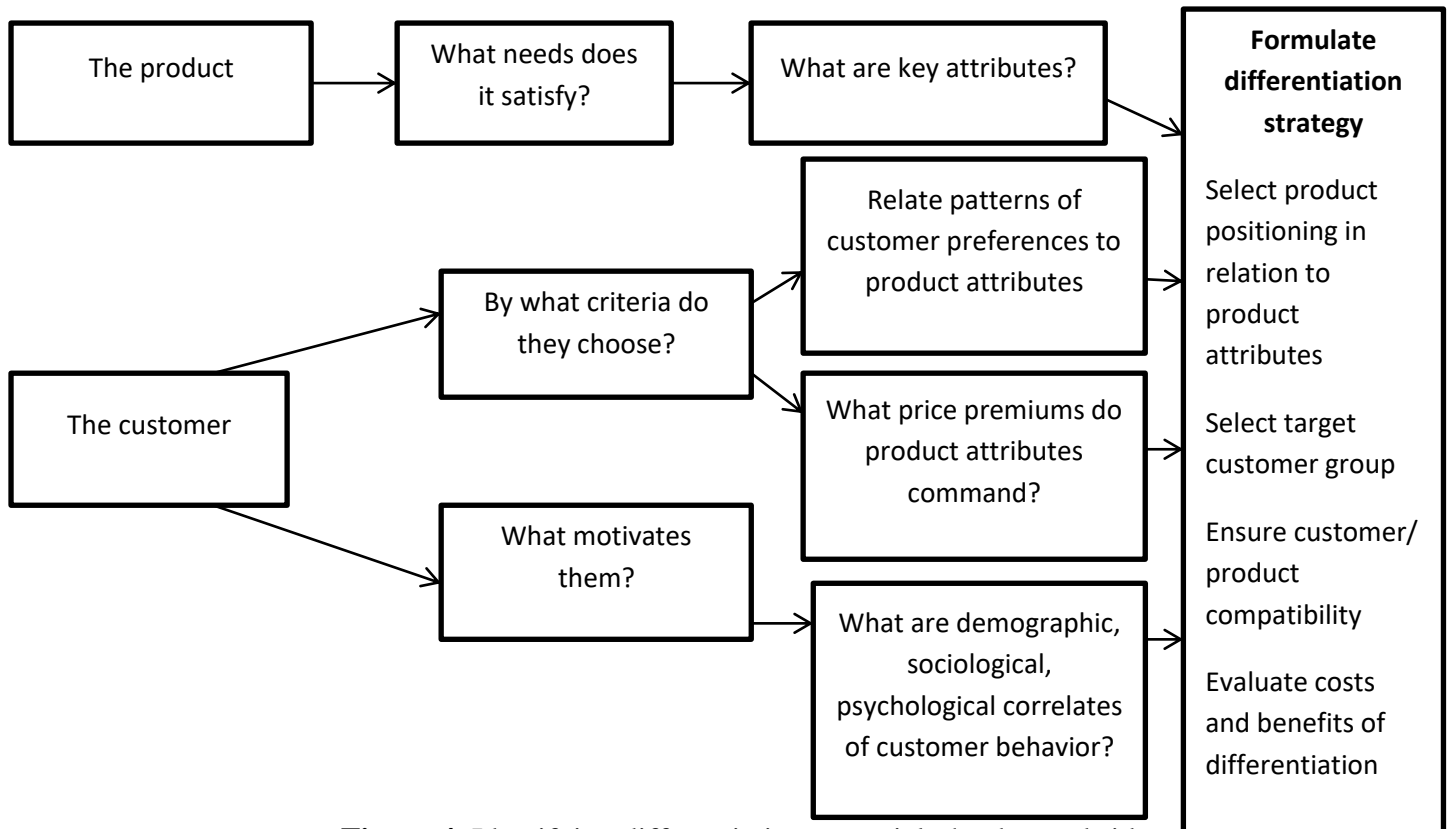 The product
What needs does
it satisfy?
What are key attributes?
Formulate
differentiation
strategy
Select product
positioning in
relation to
product
attributes
Select target
customer group
Ensure customer/
product
compatibility
Evaluate costs
and benefits of
differentiation
Relate patterns of
customer preferences to
product attributes
By what criteria do
they choose?
The customer
What price premiums do
product attributes
command?
What motivates
them?
What are demographic,
sociological,
psychological correlates
of customer behavior?